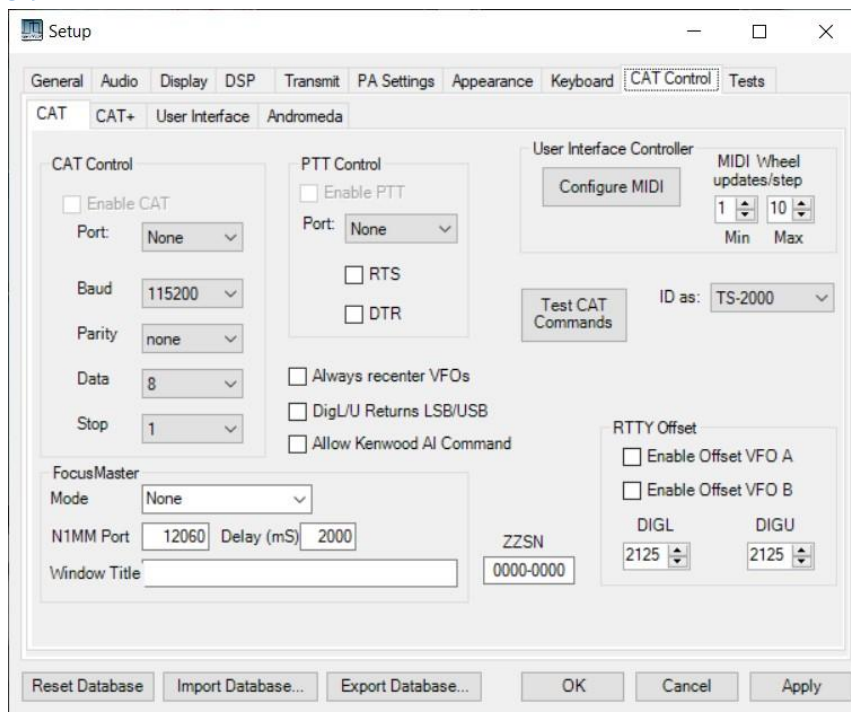 Setup
General Audio Display DSP Transmit PA Settings Appearance Keyboard CAT Control Tests
CAT CAT+ User Interface Andromeda
CAT Control
Enable CAT
Port: None
Baud 115200
Parity none
Data 8
Stop 1
PTT Control
Enable PTT
Port: None
RTS
DTR
User Interface Controller
Configure MIDI
MIDI Wheel
updates/step
1 10
Min Max
Test CAT
Commands
ID as: TS-2000
Always recenter VFOs
DigL/U Returns LSB/USB
Allow Kenwood AI Command
FocusMaster
Mode None
N1MM Port 12060 Delay (mS) 2000
Window Title
ZZSN
0000-0000
RTTY Offset
Enable Offset VFO A
Enable Offset VFO B
DIGL DIGU
2125 2125
Reset Database Import Database... Export Database... OK Cancel Apply